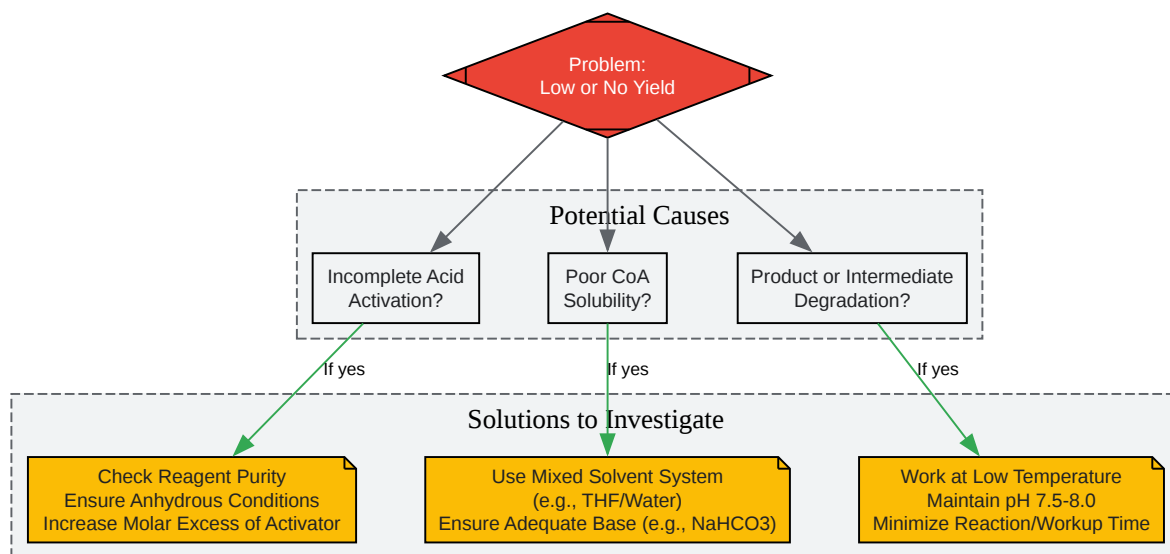 Problem:
Low or No Yield
Potential Causes
Incomplete Acid
Activation?
Poor CoA
Solubility?
Product or Intermediate
Degradation?
If yes
If yes
If yes
Solutions to Investigate
Check Reagent Purity
Ensure Anhydrous Conditions
Increase Molar Excess of Activator
Use Mixed Solvent System
(e.g., THF/Water)
Ensure Adequate Base (e.g., NaHCO3)
Work at Low Temperature
Maintain pH 7.5-8.0
Minimize Reaction/Workup Time